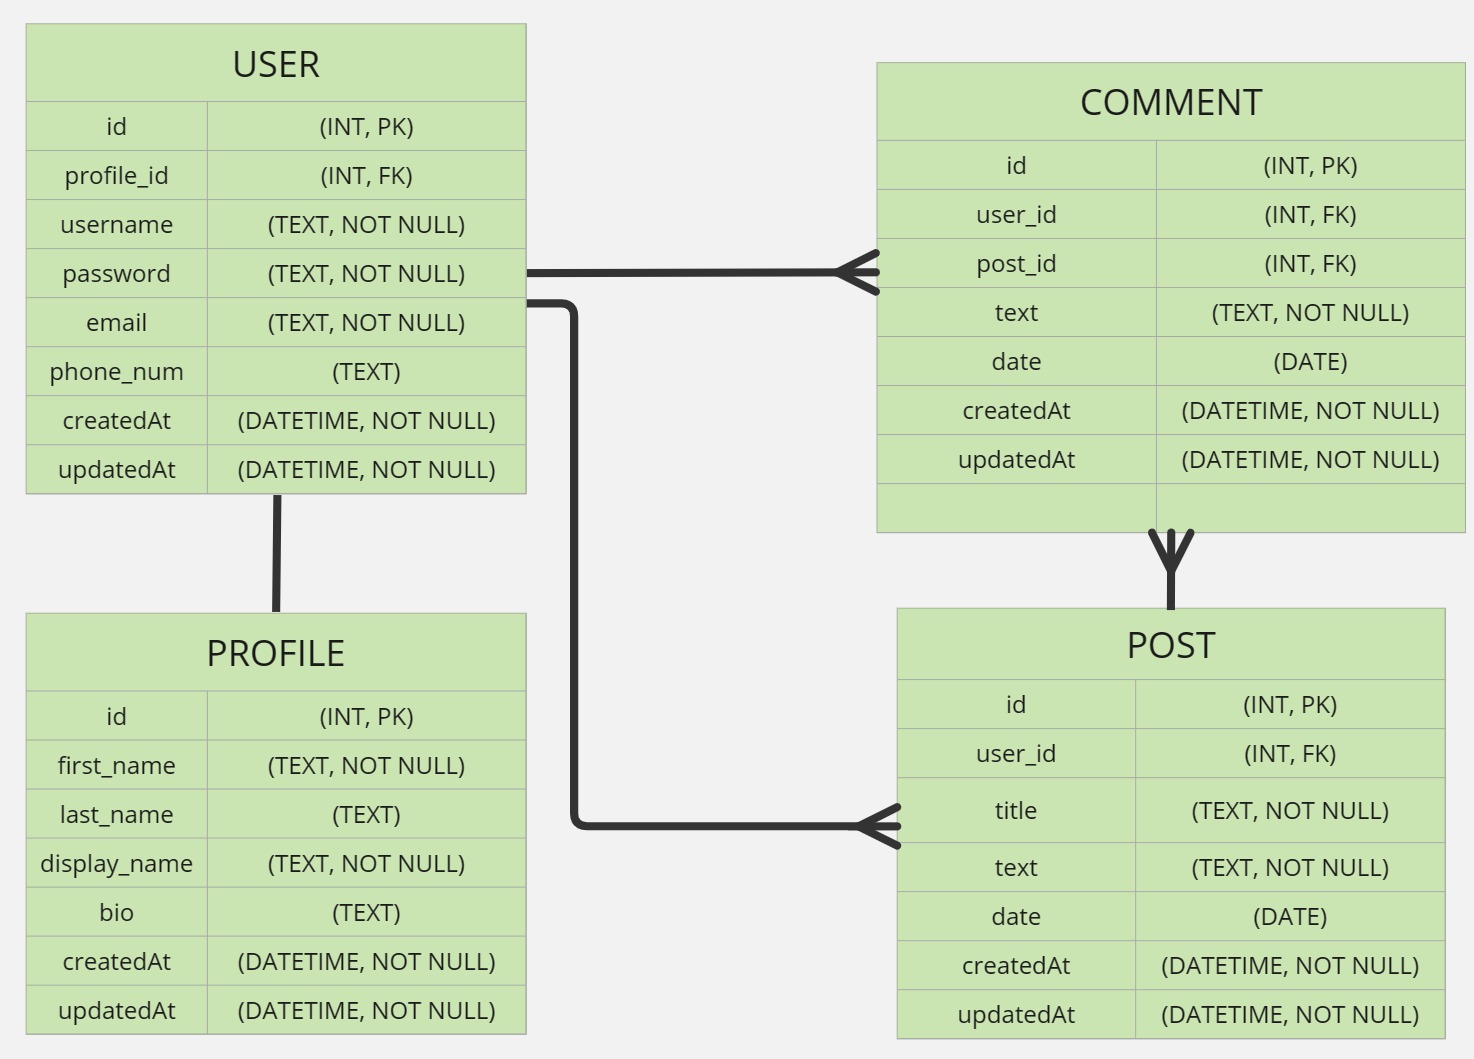 USER
id (INT, PK)
profile_id (INT, FK)
username (TEXT, NOT NULL)
password (TEXT, NOT NULL)
email (TEXT, NOT NULL)
phone_num (TEXT)
createdAt (DATETIME, NOT NULL)
updatedAt (DATETIME, NOT NULL)
COMMENT
id (INT, PK)
user_id (INT, FK)
post_id (INT, FK)
text (TEXT, NOT NULL)
date (DATE)
createdAt (DATETIME, NOT NULL)
updatedAt (DATETIME, NOT NULL)
PROFILE
id (INT, PK)
first_name (TEXT, NOT NULL)
last_name (TEXT)
display_name (TEXT, NOT NULL)
bio (TEXT)
createdAt (DATETIME, NOT NULL)
updatedAt (DATETIME, NOT NULL)
POST
id (INT, PK)
user_id (INT, FK)
title (TEXT, NOT NULL)
text (TEXT, NOT NULL)
date (DATE)
createdAt (DATETIME, NOT NULL)
updatedAt (DATETIME, NOT NULL)